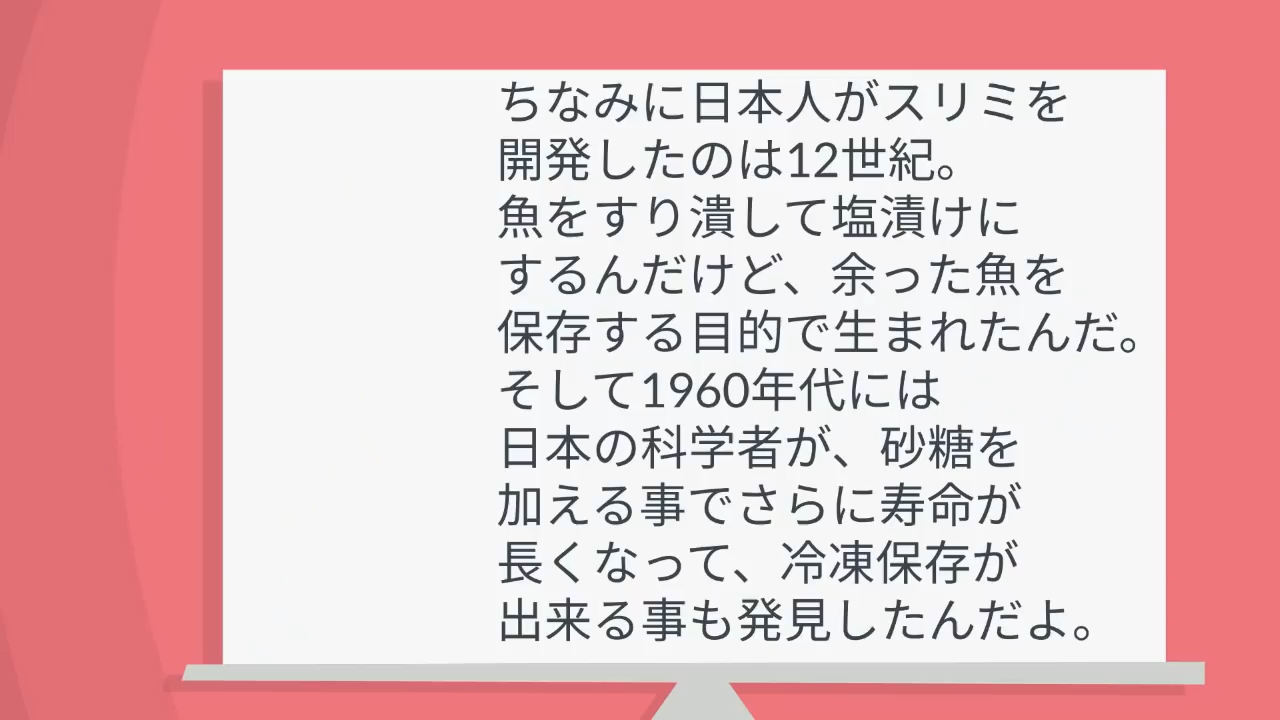 ちなみに日本人がスリミを
開発したのは12世紀。
魚をすり潰して塩漬けに
するんだけど、余った魚を
保存する目的で生まれたんだ。
そして1960年代には
日本の科学者が、砂糖を
加える事でさらに寿命が
長くなって、冷凍保存が
出来る事も発見したんだよ。